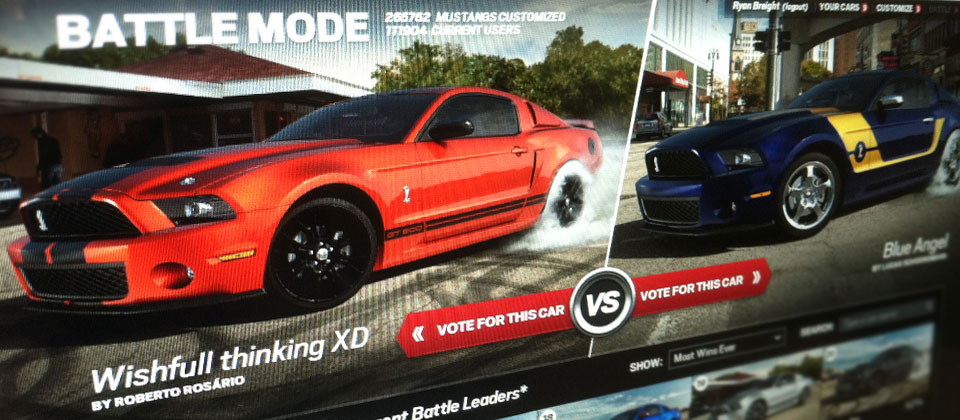 BATTLE MODE
265762 MUSTANGS CUSTOMIZED
111904 CURRENT USERS
Ryan Breight (logout)
YOUR CARS
CUSTOMIZE
GT 500
Blue Angel
« VOTE FOR THIS CAR
VS
VOTE FOR THIS CAR »
Wishfull thinking XD
BY ROBERTO ROSÁRIO
SHOW:
Most Wins Ever
SEARCH
Battle Leaders*